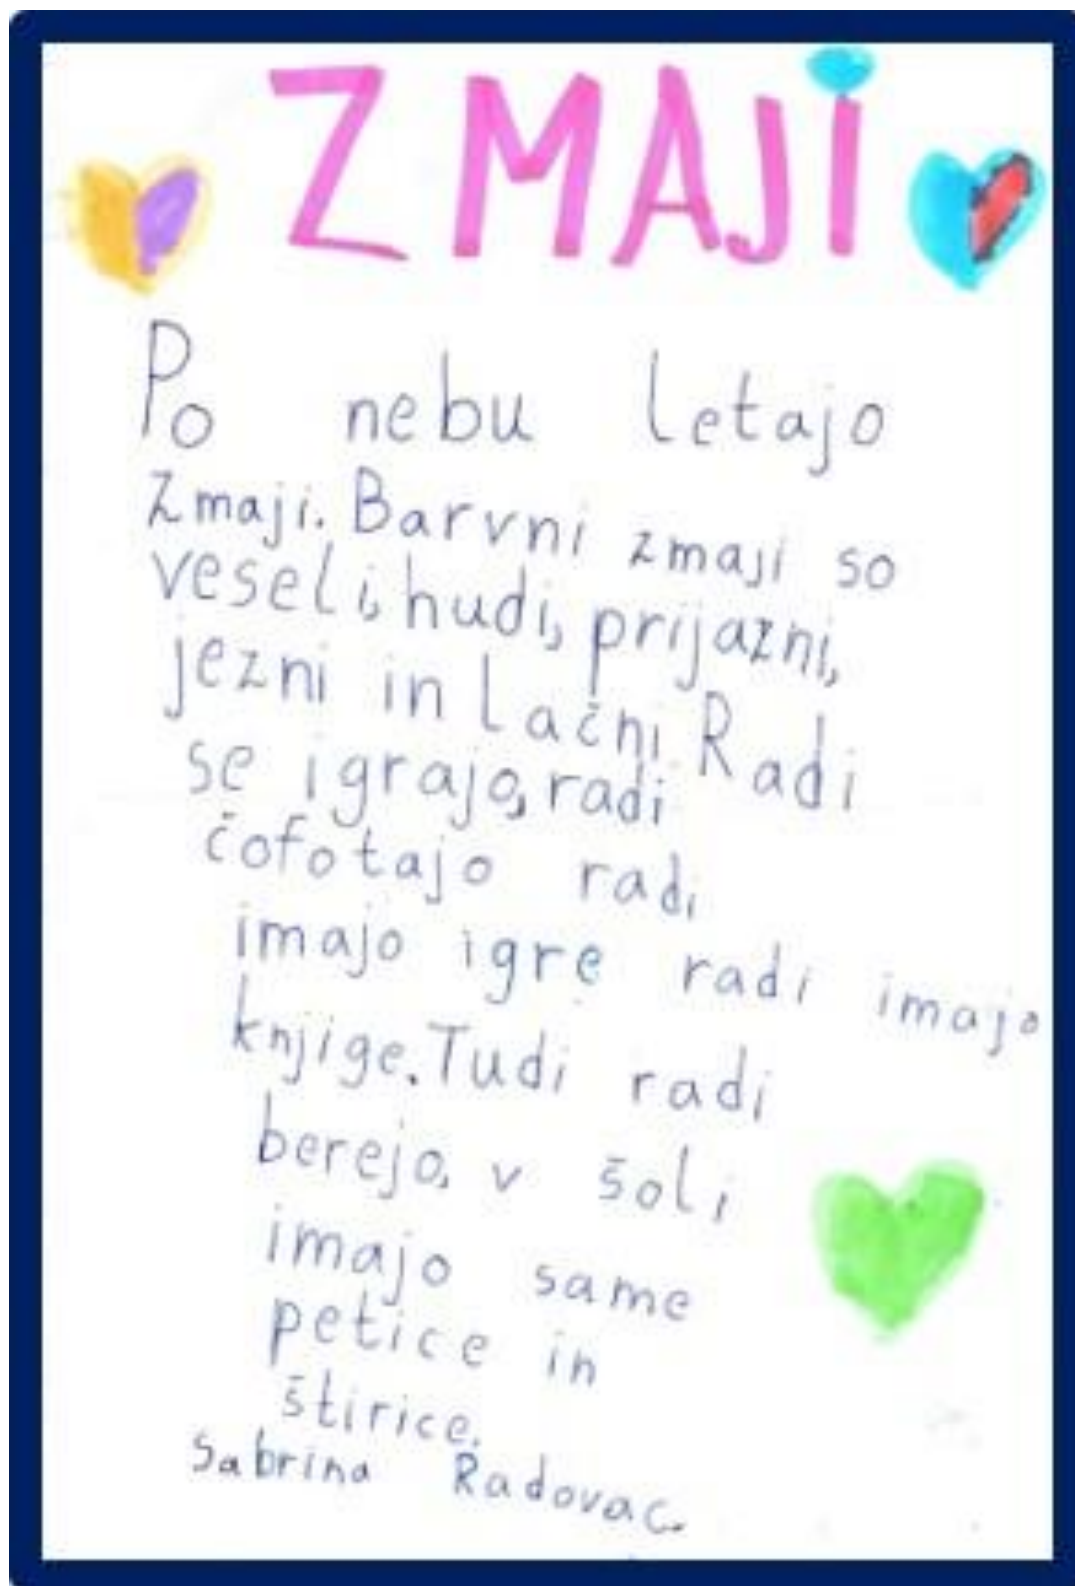 ZMAJI
Po nebu letajo
Zmaji. Barvni zmaji so
veseli, hudi, prijazni,
jezni in lačni. Radi
se igrajo, radi
čofotajo radi
imajo igre radi imajo
knjige. Tudi radi
berejo, v šoli
imajo same
petice in
štirice.
Sabrina Radovac